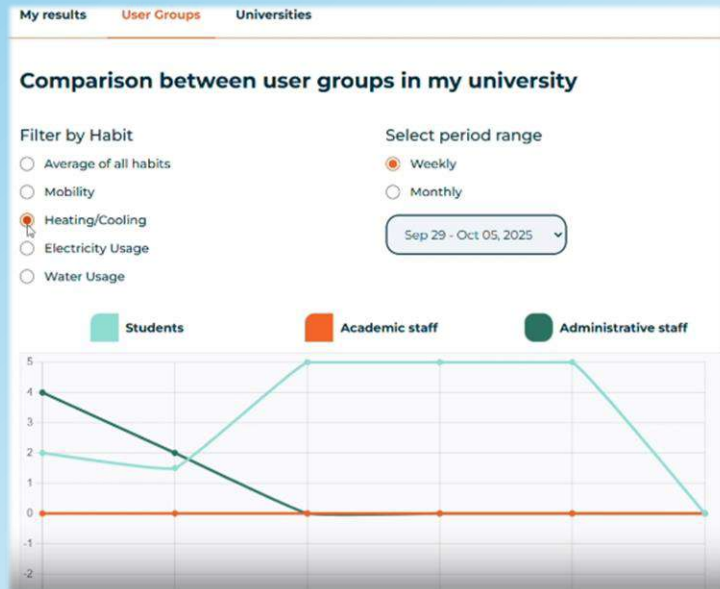 My results User Groups Universities
Comparison between user groups in my university
Filter by Habit
Average of all habits
Mobility
Heating/Cooling
Electricity Usage
Water Usage
Select period range
Weekly
Monthly
Sep 29 - Oct 05, 2025
Students Academic staff Administrative staff
5
4
3
2
1
0
-1
-2